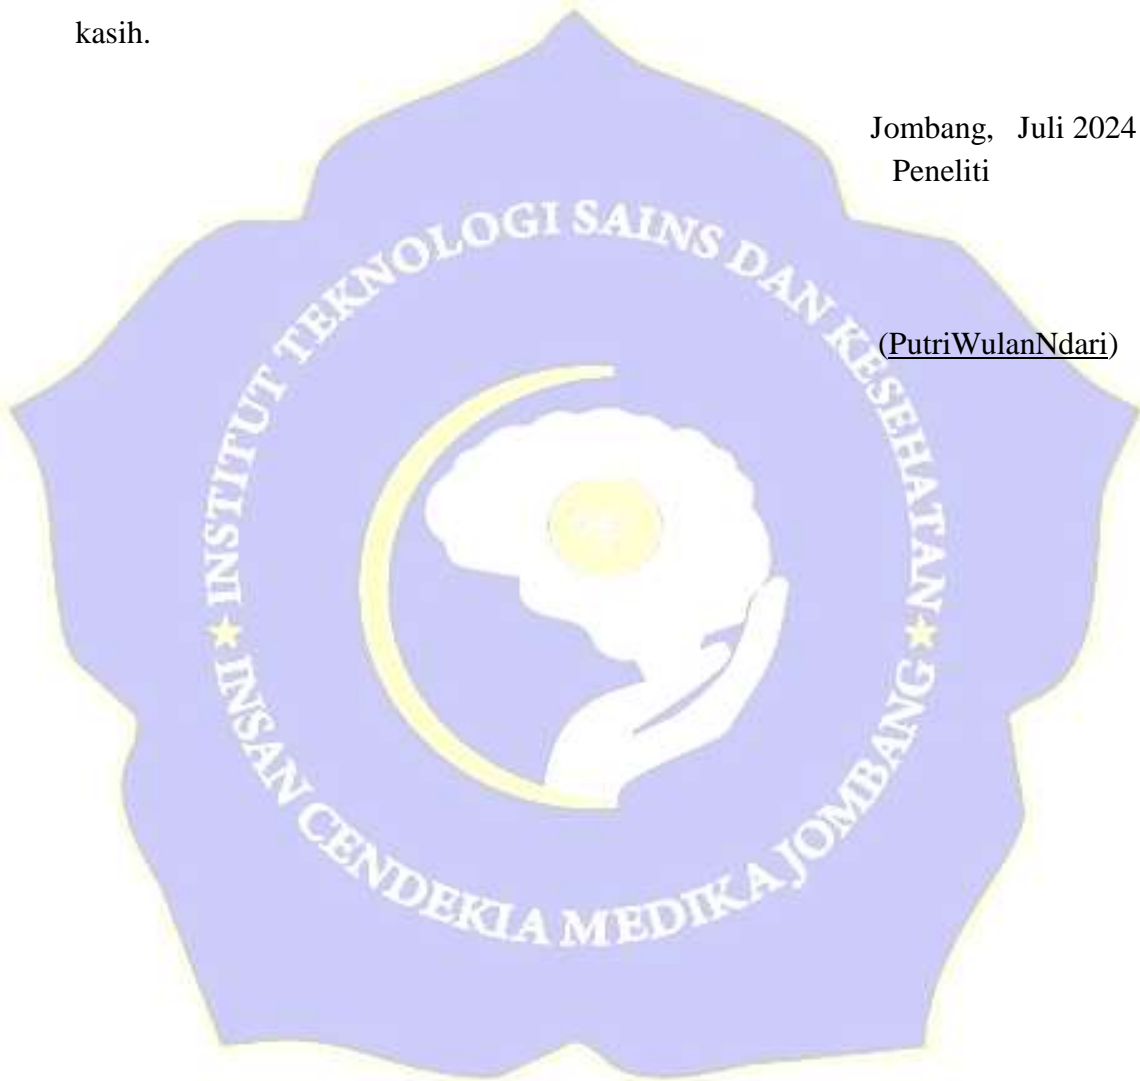 kasih.
Jombang, Juli 2024
Peneliti
(PutriWulanNdari)
INSTITUT TEKNOLOGI SAINS DAN KESEHATAN
INSAN CENDEKIA MEDIKA JOMBANG